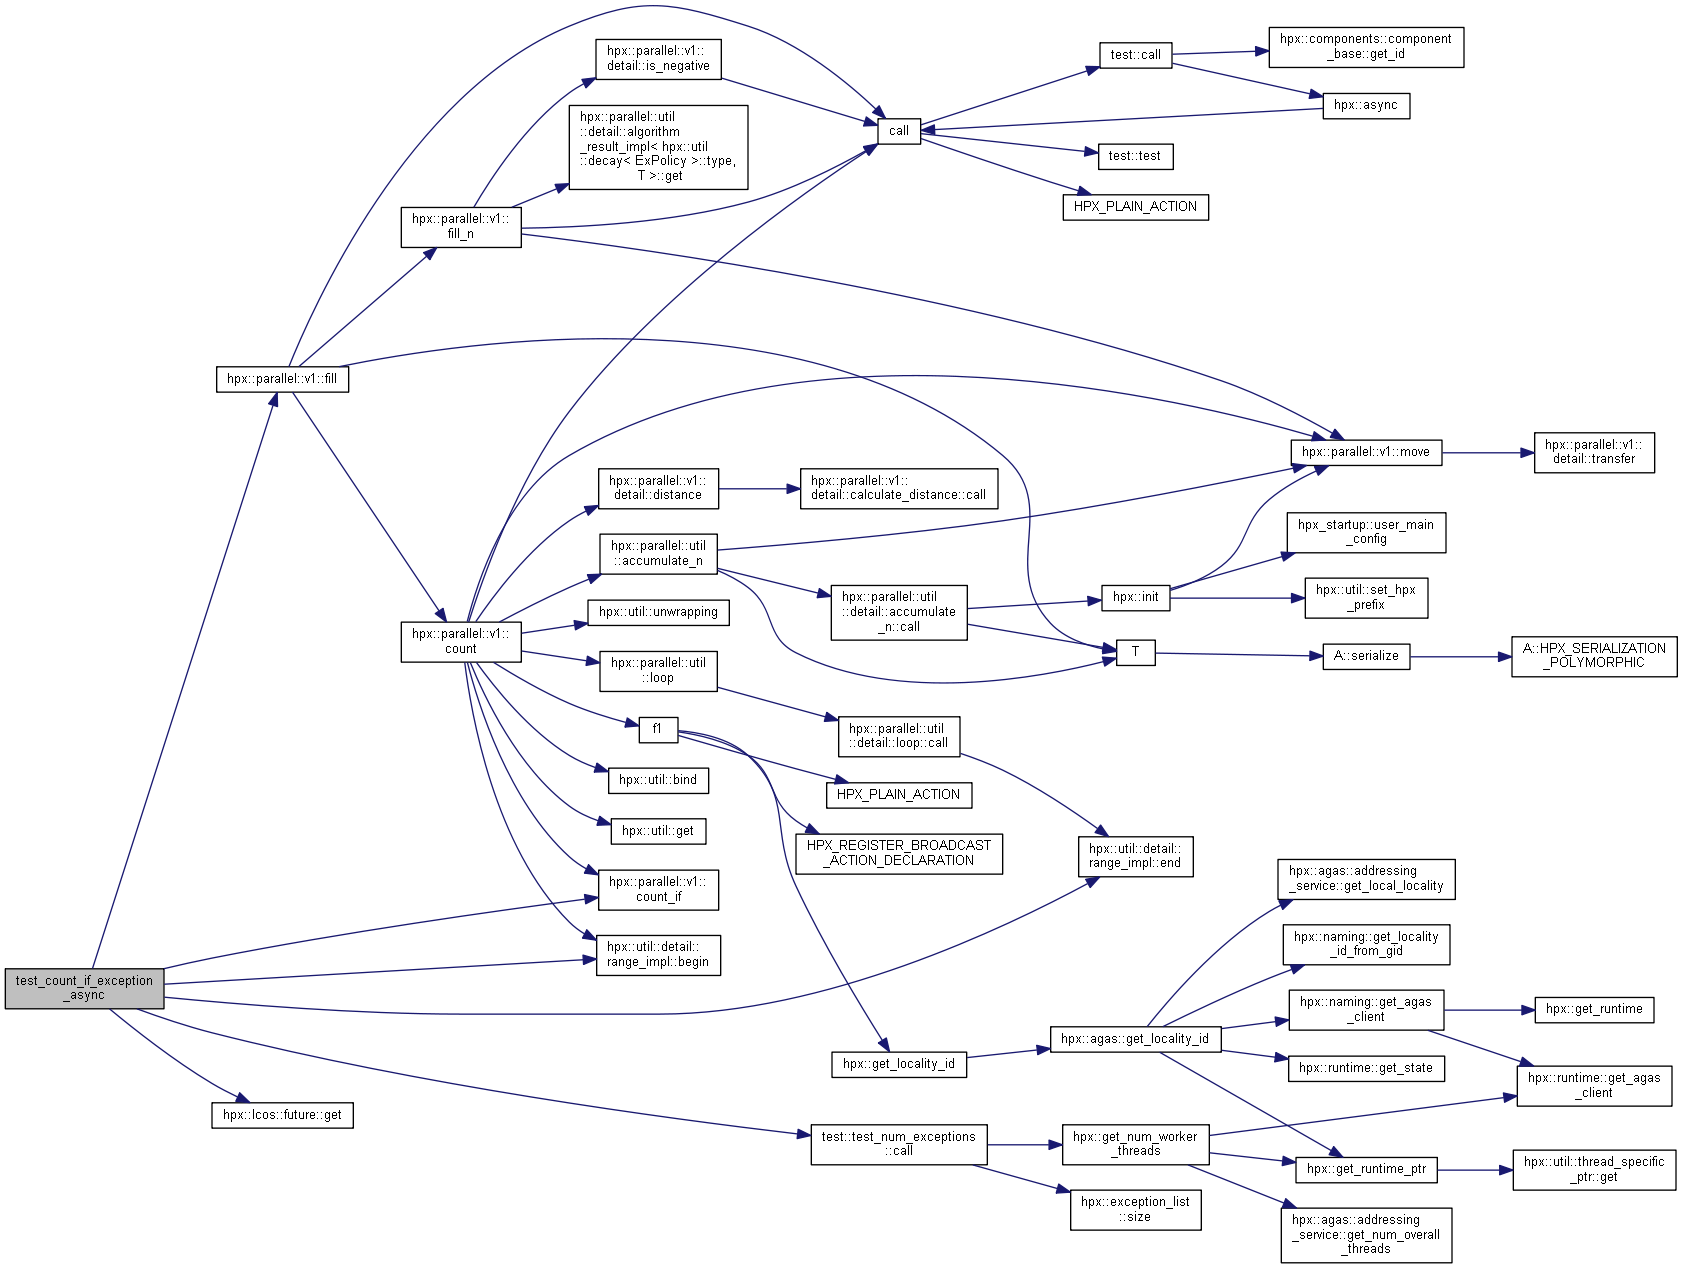 test_count_if_exception
_async
hpx::parallel::v1::fill
hpx::lcos::future::get
hpx::parallel::v1::
fill_n
hpx::parallel::v1::
count
hpx::parallel::v1::
detail::is_negative
hpx::parallel::util
::detail::algorithm
_result_impl< hpx::util
::decay< ExPolicy >::type,
T >::get
hpx::parallel::v1::
detail::distance
hpx::parallel::util
::accumulate_n
hpx::util::unwrapping
hpx::parallel::util
::loop
f1
hpx::util::bind
hpx::util::get
hpx::parallel::v1::
count_if
hpx::util::detail::
range_impl::begin
call
hpx::parallel::v1::
detail::calculate_distance::call
hpx::parallel::util
::detail::accumulate
_n::call
hpx::parallel::util
::detail::loop::call
HPX_PLAIN_ACTION
HPX_REGISTER_BROADCAST
_ACTION_DECLARATION
hpx::get_locality_id
test::test_num_exceptions
::call
test::call
test::test
HPX_PLAIN_ACTION
hpx::init
T
hpx::util::detail::
range_impl::end
hpx::agas::get_locality_id
hpx::get_num_worker
_threads
hpx::exception_list
::size
hpx::components::component
_base::get_id
hpx::async
hpx::parallel::v1::move
hpx_startup::user_main
_config
hpx::util::set_hpx
_prefix
A::serialize
hpx::agas::addressing
_service::get_local_locality
hpx::naming::get_locality
_id_from_gid
hpx::naming::get_agas
_client
hpx::runtime::get_state
hpx::get_runtime_ptr
hpx::agas::addressing
_service::get_num_overall
_threads
hpx::parallel::v1::
detail::transfer
A::HPX_SERIALIZATION
_POLYMORPHIC
hpx::get_runtime
hpx::runtime::get_agas
_client
hpx::util::thread_specific
_ptr::get